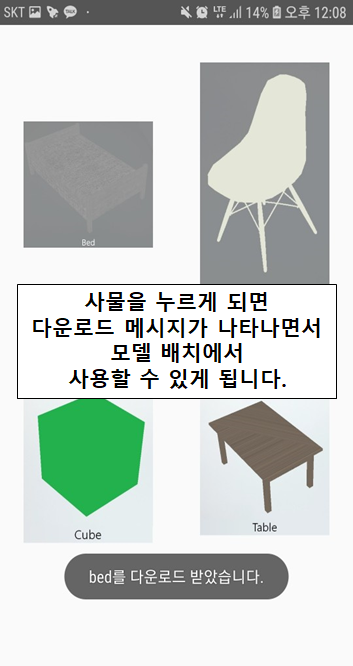 SKT TALK · LTE 14% 오후 12:08
Bed
사물을 누르게 되면
다운로드 메시지가 나타나면서
모델 배치에서
사용할 수 있게 됩니다.
Cube
Table
bed를 다운로드 받았습니다.